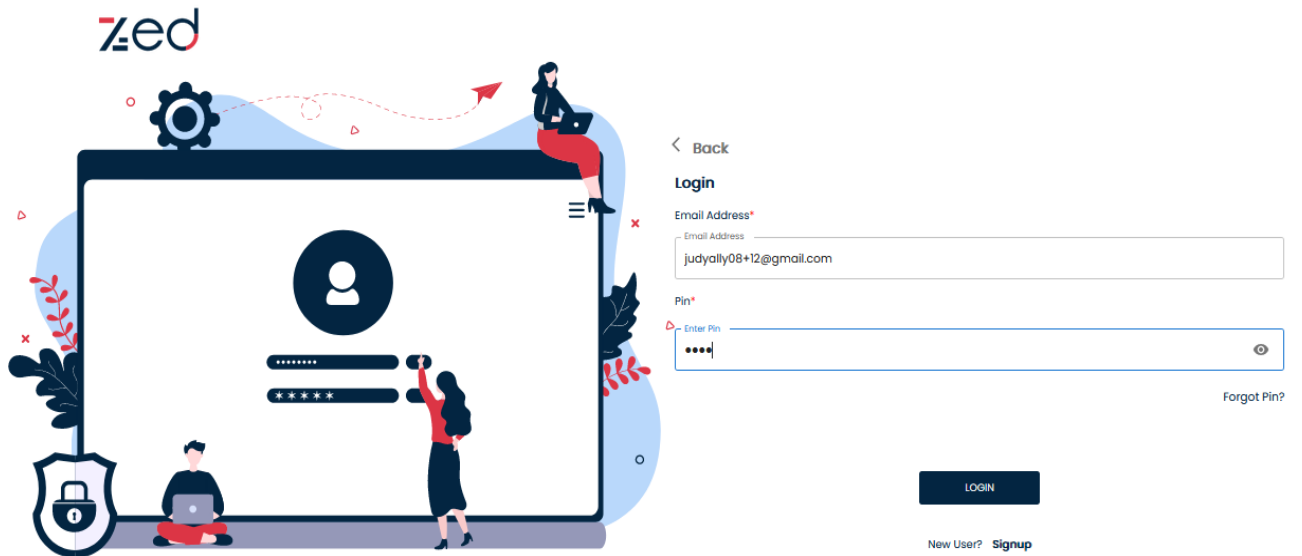 zed
Back
Login
Email Address*
Email Address
judyally08+12@gmail.com
Pin*
Enter Pin
••••
Forgot Pin?
LOGIN
New User? Signup